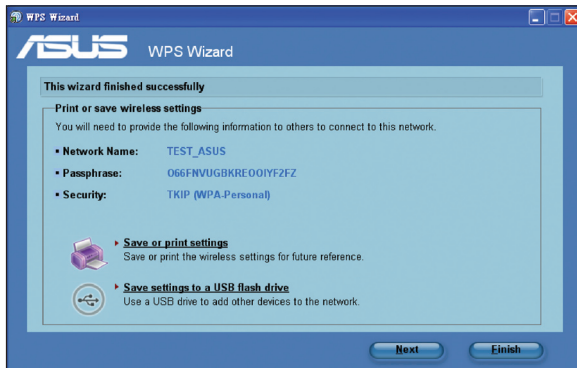 WPS Wizard
ASUS WPS Wizard
This wizard finished successfully
Print or save wireless settings
You will need to provide the following information to others to connect to this network.
Network Name: TEST_ASUS
Passphrase: O66FNVUGBKREOOIYF2FZ
Security: TKIP (WPA-Personal)
Save or print settings
Save or print the wireless settings for future reference.
Save settings to a USB flash drive
Use a USB drive to add other devices to the network.
Next Finish